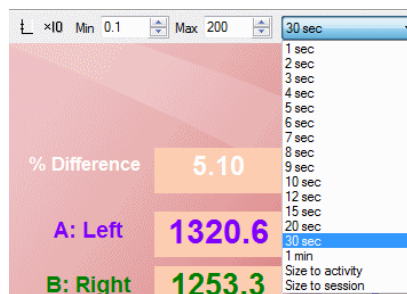 ×10 Min 0.1 Max 200 30 sec
1 sec
2 sec
3 sec
4 sec
5 sec
6 sec
7 sec
8 sec
9 sec
10 sec
12 sec
15 sec
20 sec
30 sec
1 min
Size to activity
Size to session
% Difference 5.10
A: Left 1320.6
B: Right 1253.3